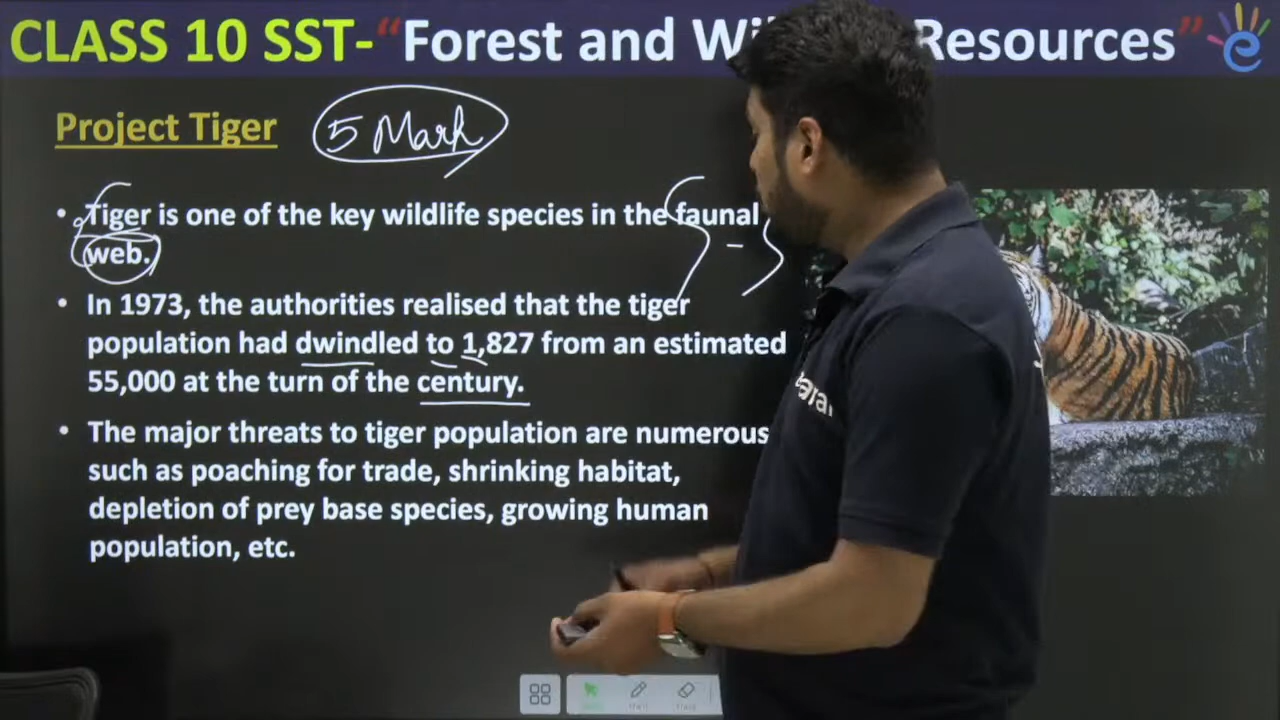 CLASS 10 SST-“Forest and Wi Resources”
Project Tiger
5 Mark
• Tiger is one of the key wildlife species in the faunal
web.
• In 1973, the authorities realised that the tiger
population had dwindled to 1,827 from an estimated
55,000 at the turn of the century.
• The major threats to tiger population are numerous
such as poaching for trade, shrinking habitat,
depletion of prey base species, growing human
population, etc.